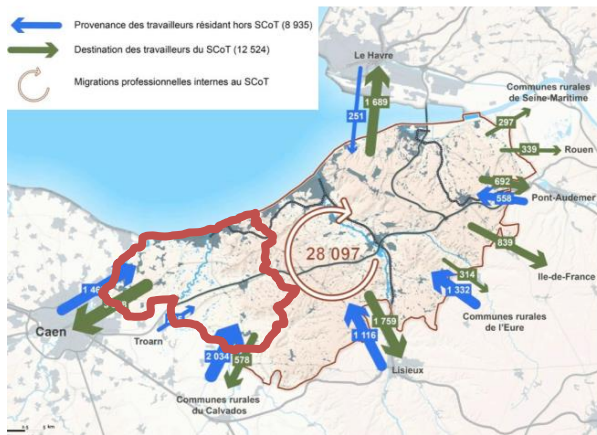 Provenance des travailleurs résidant hors SCoT (8 935)
Destination des travailleurs du SCoT (12 524)
Migrations professionnelles internes au SCoT
Le Havre
1 689
251
Communes rurales
de Seine-Maritime
297
339
Rouen
692
558
Pont-Audemer
839
Ile-de-France
314
1 332
Communes rurales
de l'Eure
28 097
Caen
Troarn
2 034
578
Communes rurales
du Calvados
1 116
1 759
Lisieux